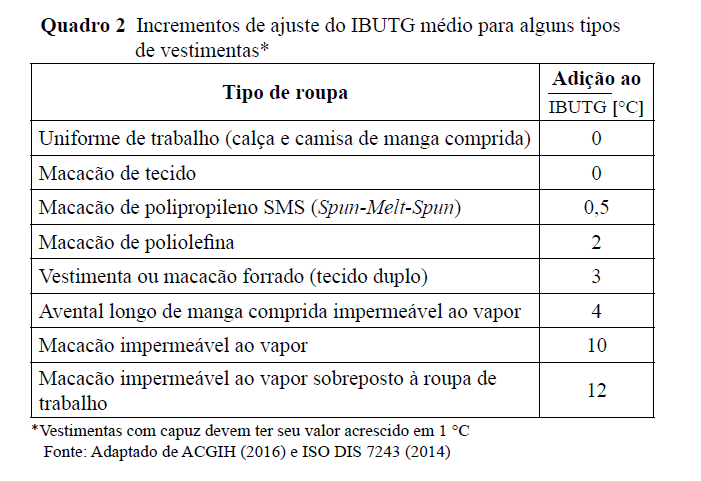 Quadro 2 Incrementos de ajuste do IBUTG médio para alguns tipos
de vestimentas*
Tipo de roupa
Adição ao
IBUTG [°C]
Uniforme de trabalho (calça e camisa de manga comprida) 0
Macacão de tecido 0
Macacão de polipropileno SMS (Spun-Melt-Spun) 0,5
Macacão de poliolefina 2
Vestimenta ou macacão forrado (tecido duplo) 3
Avental longo de manga comprida impermeável ao vapor 4
Macacão impermeável ao vapor 10
Macacão impermeável ao vapor sobreposto à roupa de
trabalho 12
*Vestimentas com capuz devem ter seu valor acrescido em 1 °C
Fonte: Adaptado de ACGIH (2016) e ISO DIS 7243 (2014)